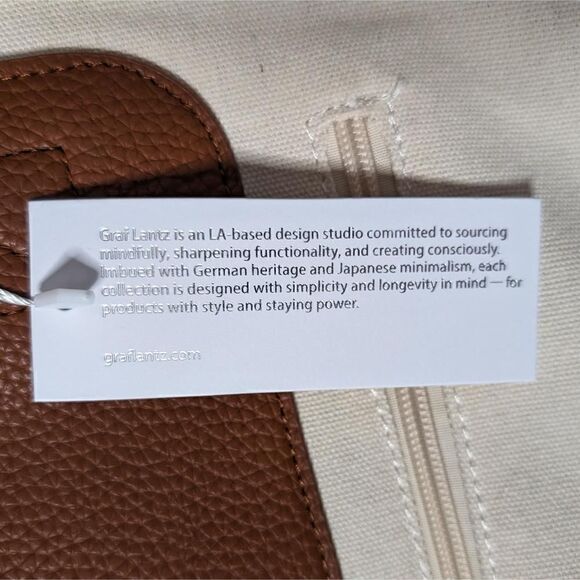 Graf Lantz is an LA-based design studio committed to sourcing
mindfully, sharpening functionality, and creating consciously.
Imbued with German heritage and Japanese minimalism, each
collection is designed with simplicity and longevity in mind — for
products with style and staying power.
graflantz.com